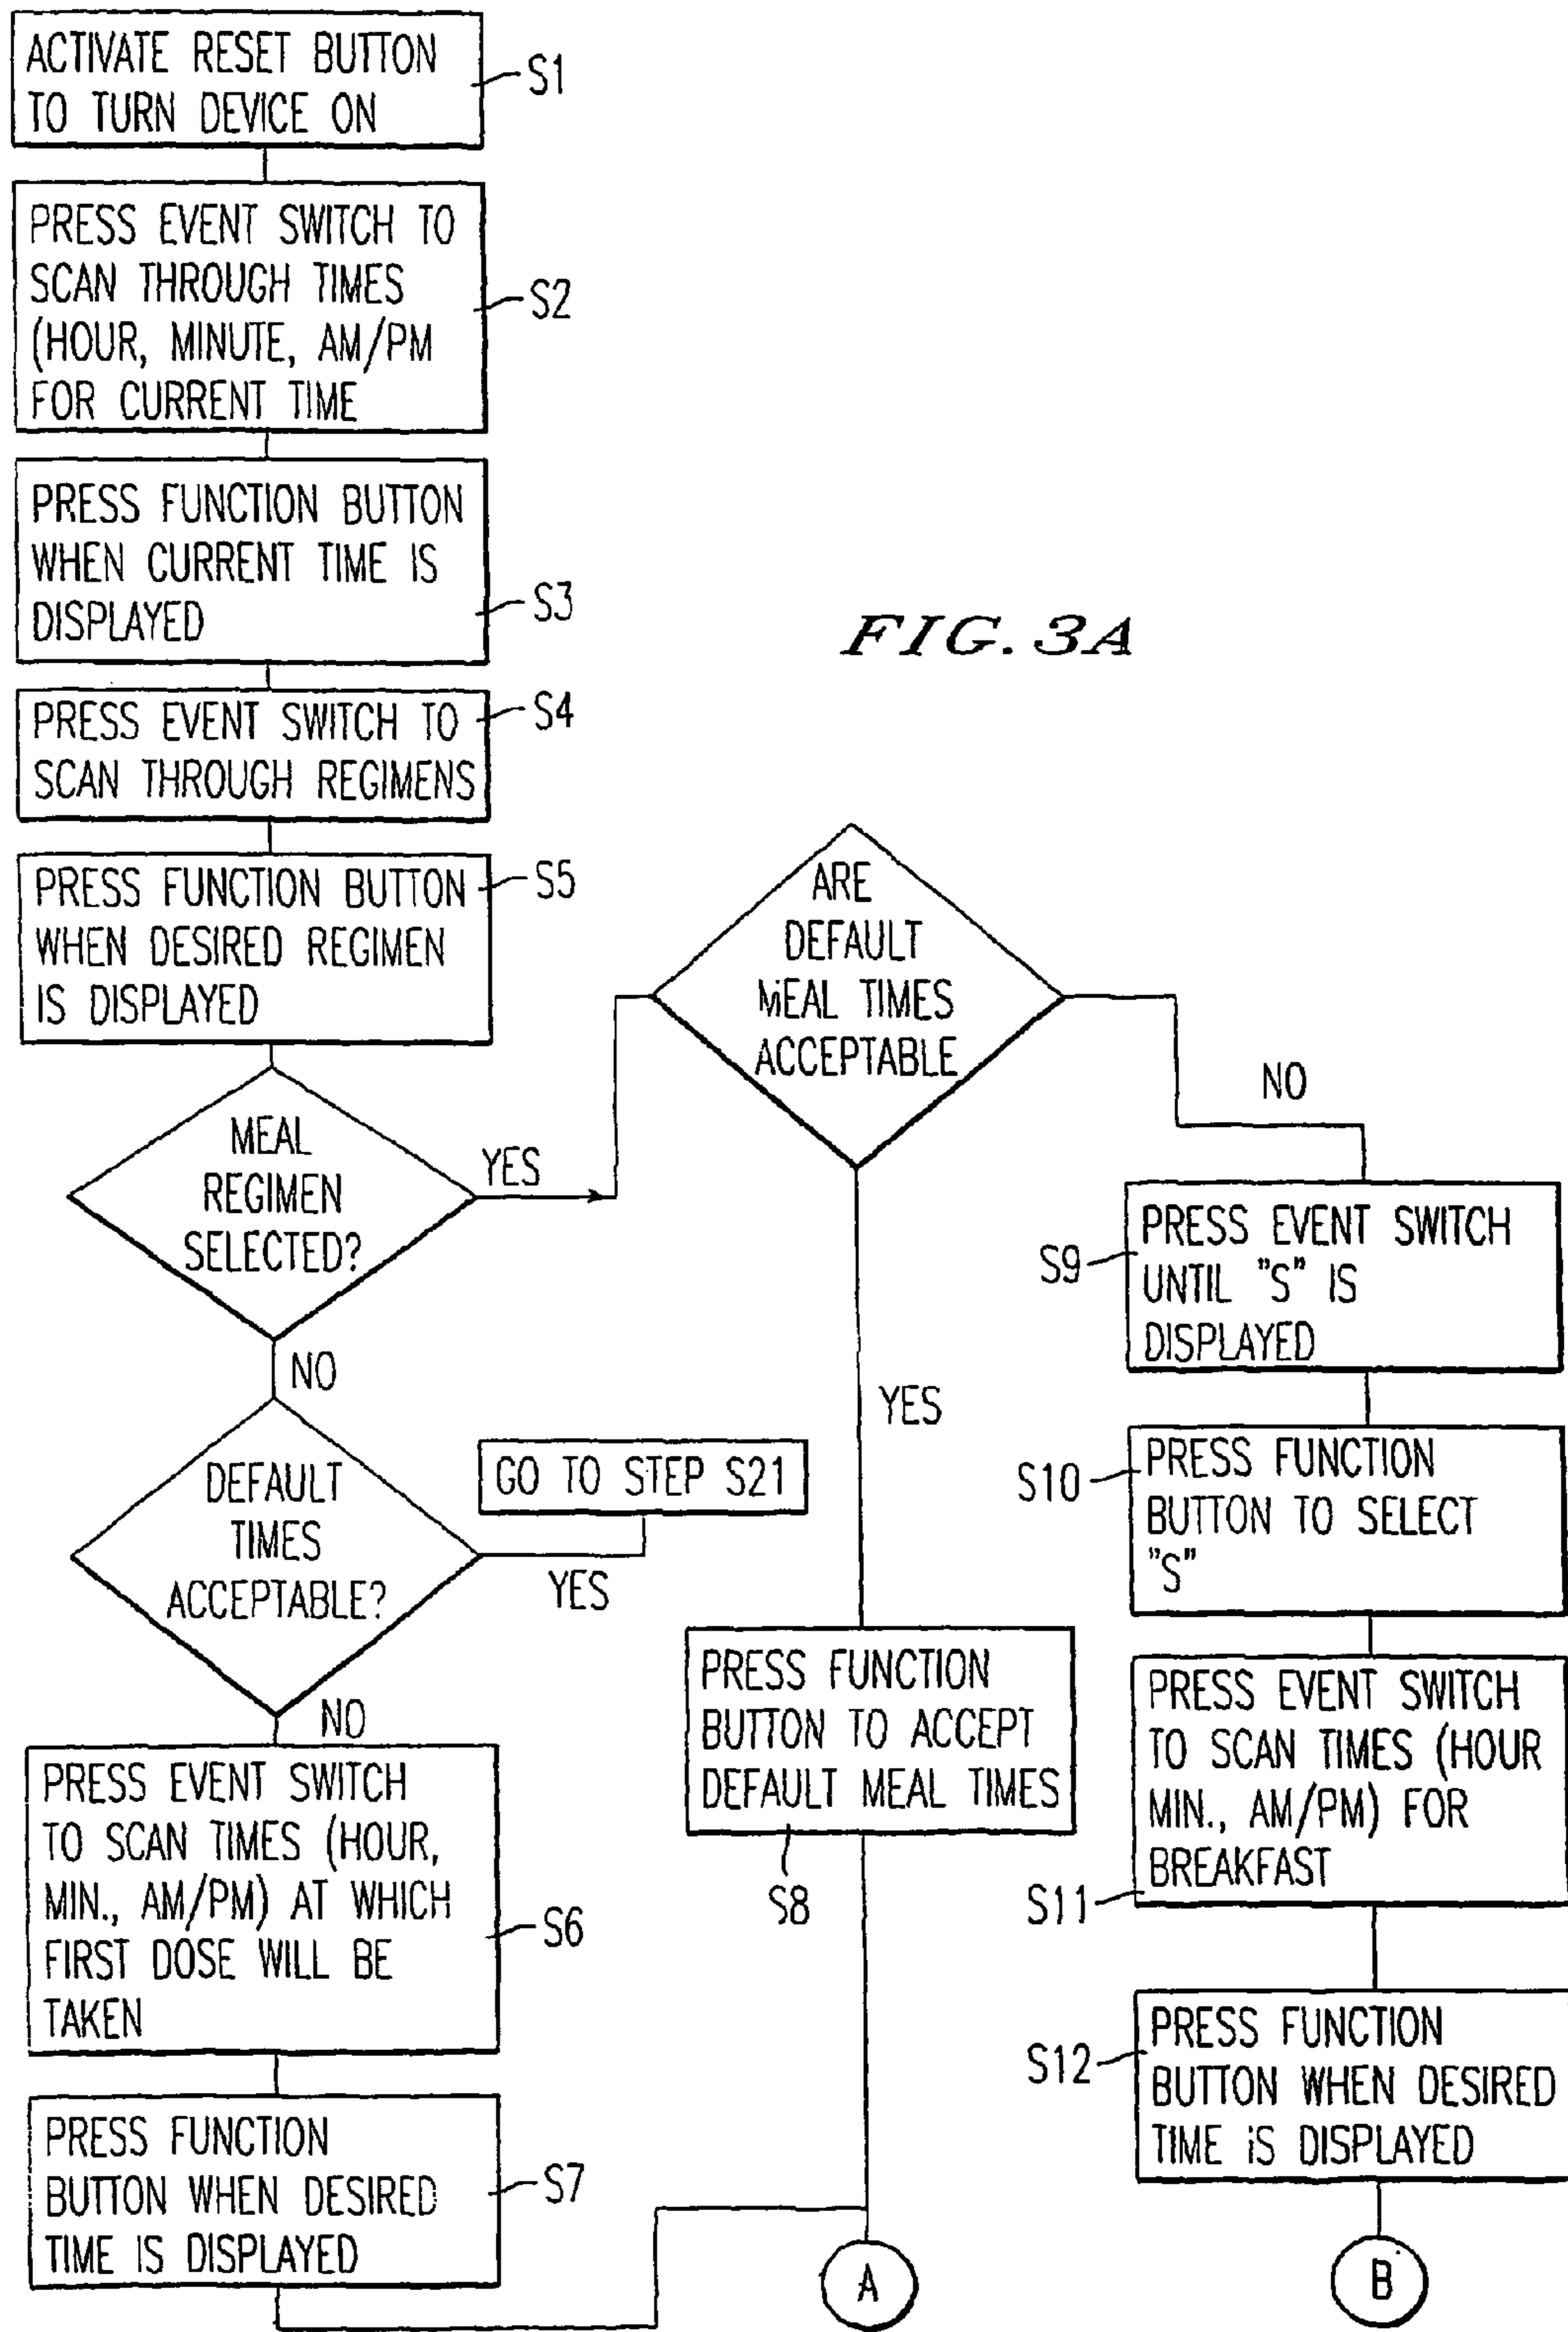 ACTIVATE RESET BUTTON
TO TURN DEVICE ON
S1
PRESS EVENT SWITCH TO
SCAN THROUGH TIMES
(HOUR, MINUTE, AM/PM
FOR CURRENT TIME
S2
PRESS FUNCTION BUTTON
WHEN CURRENT TIME IS
DISPLAYED
S3
FIG. 3A
PRESS EVENT SWITCH TO
SCAN THROUGH REGIMENS
S4
PRESS FUNCTION BUTTON
WHEN DESIRED REGIMEN
IS DISPLAYED
S5
MEAL
REGIMEN
SELECTED?
YES
NO
DEFAULT
TIMES
ACCEPTABLE?
YES
GO TO STEP S21
NO
PRESS EVENT SWITCH
TO SCAN TIMES (HOUR,
MIN., AM/PM) AT WHICH
FIRST DOSE WILL BE
TAKEN
S6
PRESS FUNCTION
BUTTON WHEN DESIRED
TIME IS DISPLAYED
S7
ARE
DEFAULT
MEAL TIMES
ACCEPTABLE
YES
PRESS FUNCTION
BUTTON TO ACCEPT
DEFAULT MEAL TIMES
S8
A
NO
PRESS EVENT SWITCH
UNTIL "S" IS
DISPLAYED
S9
PRESS FUNCTION
BUTTON TO SELECT
"S"
S10
PRESS EVENT SWITCH
TO SCAN TIMES (HOUR
MIN., AM/PM) FOR
BREAKFAST
S11
PRESS FUNCTION
BUTTON WHEN DESIRED
TIME IS DISPLAYED
S12
B